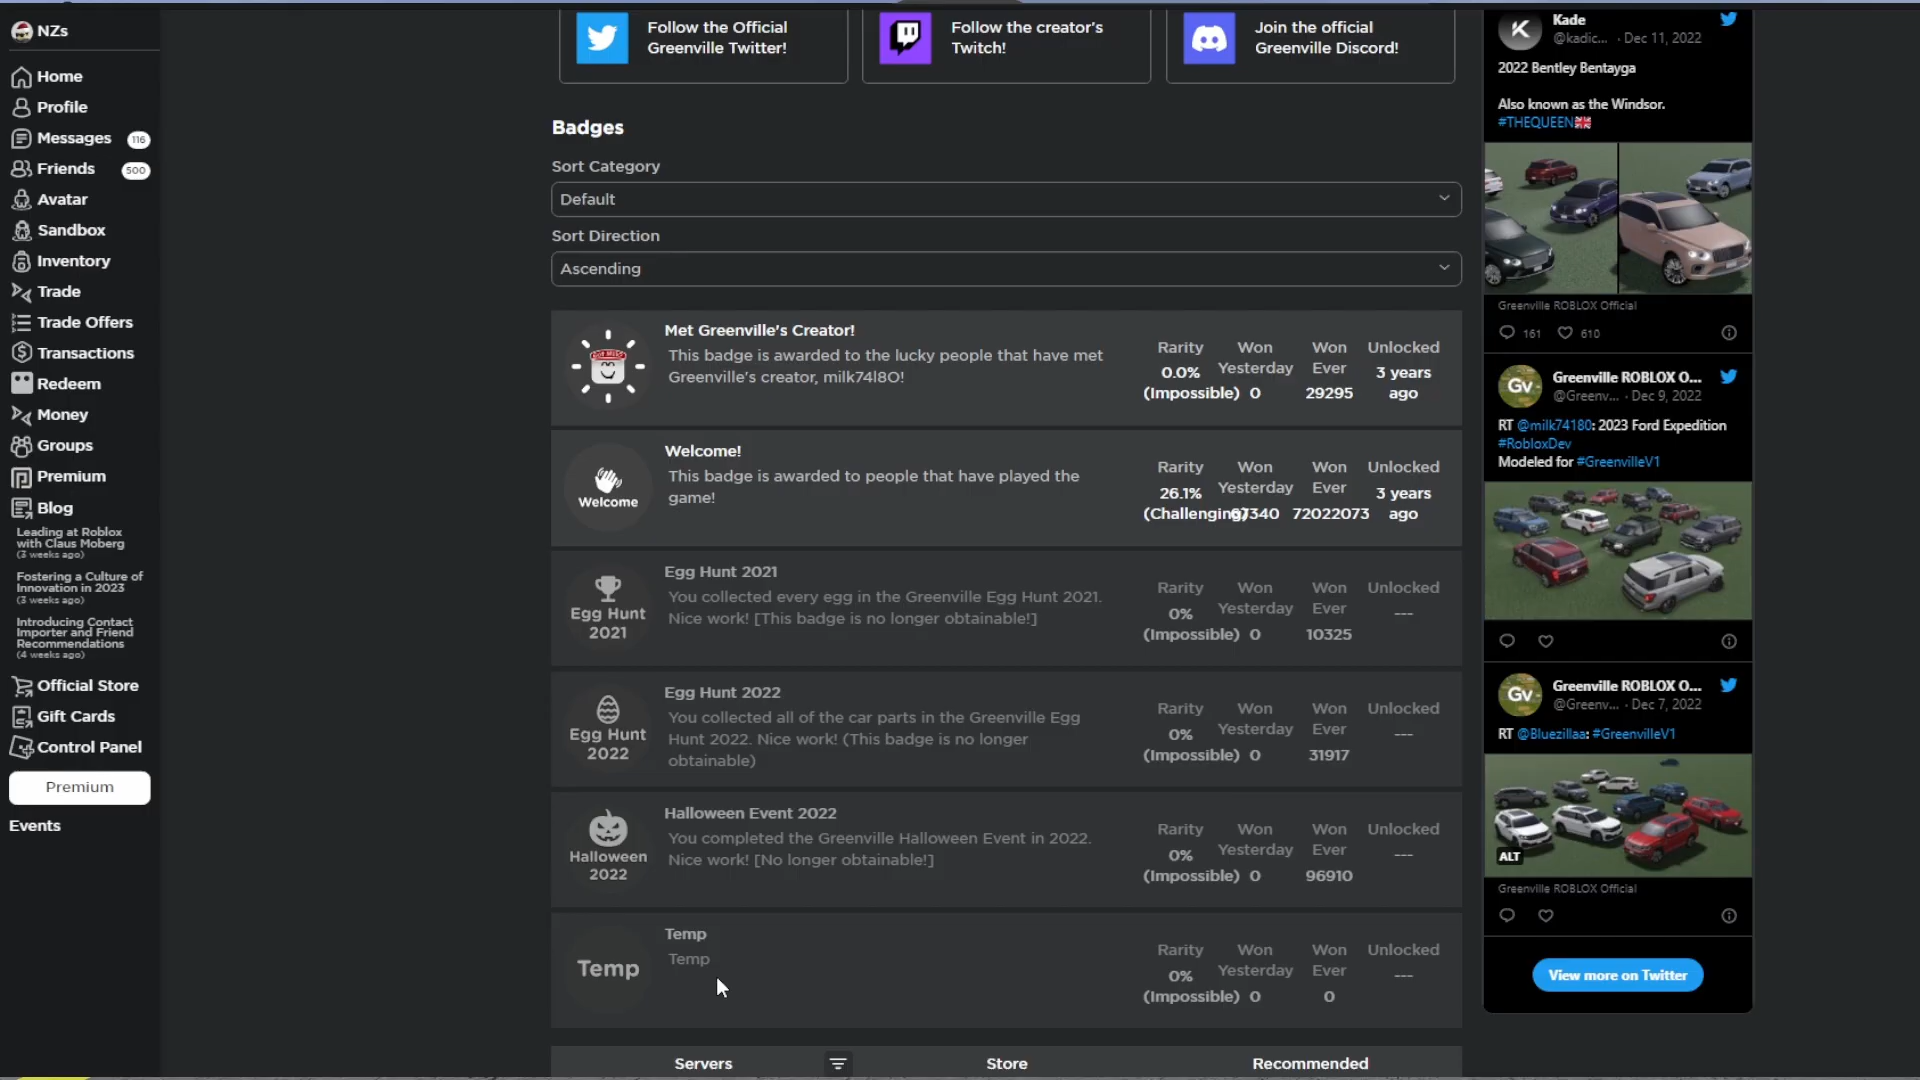 NZs
Home
Profile
Messages 116
Friends 500
Avatar
Sandbox
Inventory
Trade
Trade Offers
Transactions
Redeem
Money
Groups
Premium
Blog
Leading at Roblox
with Claus Moberg
(3 weeks ago)
Fostering a Culture of
Innovation in 2023
(3 weeks ago)
Introducing Contact
Importer and Friend
Recommendations
(4 weeks ago)
Official Store
Gift Cards
Control Panel
Premium
Events
Follow the Official
Greenville Twitter!
Follow the creator's
Twitch!
Join the official
Greenville Discord!
Badges
Sort Category
Default
Sort Direction
Ascending
Met Greenville's Creator!
This badge is awarded to the lucky people that have met
Greenville's creator, milk74180!
Rarity
0.0%
(Impossible)
Won
Yesterday
0
Won
Ever
29295
Unlocked
3 years
ago
Welcome
Welcome!
This badge is awarded to people that have played the
game!
Rarity
26.1%
(Challenging)
Won
Yesterday
7340
Won
Ever
72022073
Unlocked
3 years
ago
Egg Hunt
2021
Egg Hunt 2021
You collected every egg in the Greenville Egg Hunt 2021.
Nice work! [This badge is no longer obtainable!]
Rarity
0%
(Impossible)
Won
Yesterday
0
Won
Ever
10325
Unlocked
---
Egg Hunt
2022
Egg Hunt 2022
You collected all of the car parts in the Greenville Egg
Hunt 2022. Nice work! (This badge is no longer
obtainable)
Rarity
0%
(Impossible)
Won
Yesterday
0
Won
Ever
31917
Unlocked
---
Halloween
2022
Halloween Event 2022
You completed the Greenville Halloween Event in 2022.
Nice work! [No longer obtainable!]
Rarity
0%
(Impossible)
Won
Yesterday
0
Won
Ever
96910
Unlocked
---
Temp
Temp
Temp
Rarity
0%
(Impossible)
Won
Yesterday
0
Won
Ever
0
Unlocked
---
Servers
Store
Recommended
K
Kade
@kadic... · Dec 11, 2022
2022 Bentley Bentayga
Also known as the Windsor.
#THEQUEEN🇬🇧
Greenville ROBLOX Official
161 610
Gv
Greenville ROBLOX O...
@Greenv... · Dec 9, 2022
RT @milk74180: 2023 Ford Expedition
#RobloxDev
Modeled for #GreenvilleV1
Gv
Greenville ROBLOX O...
@Greenv... · Dec 7, 2022
RT @Bluezillaa: #GreenvilleV1
ALT
Greenville ROBLOX Official
View more on Twitter